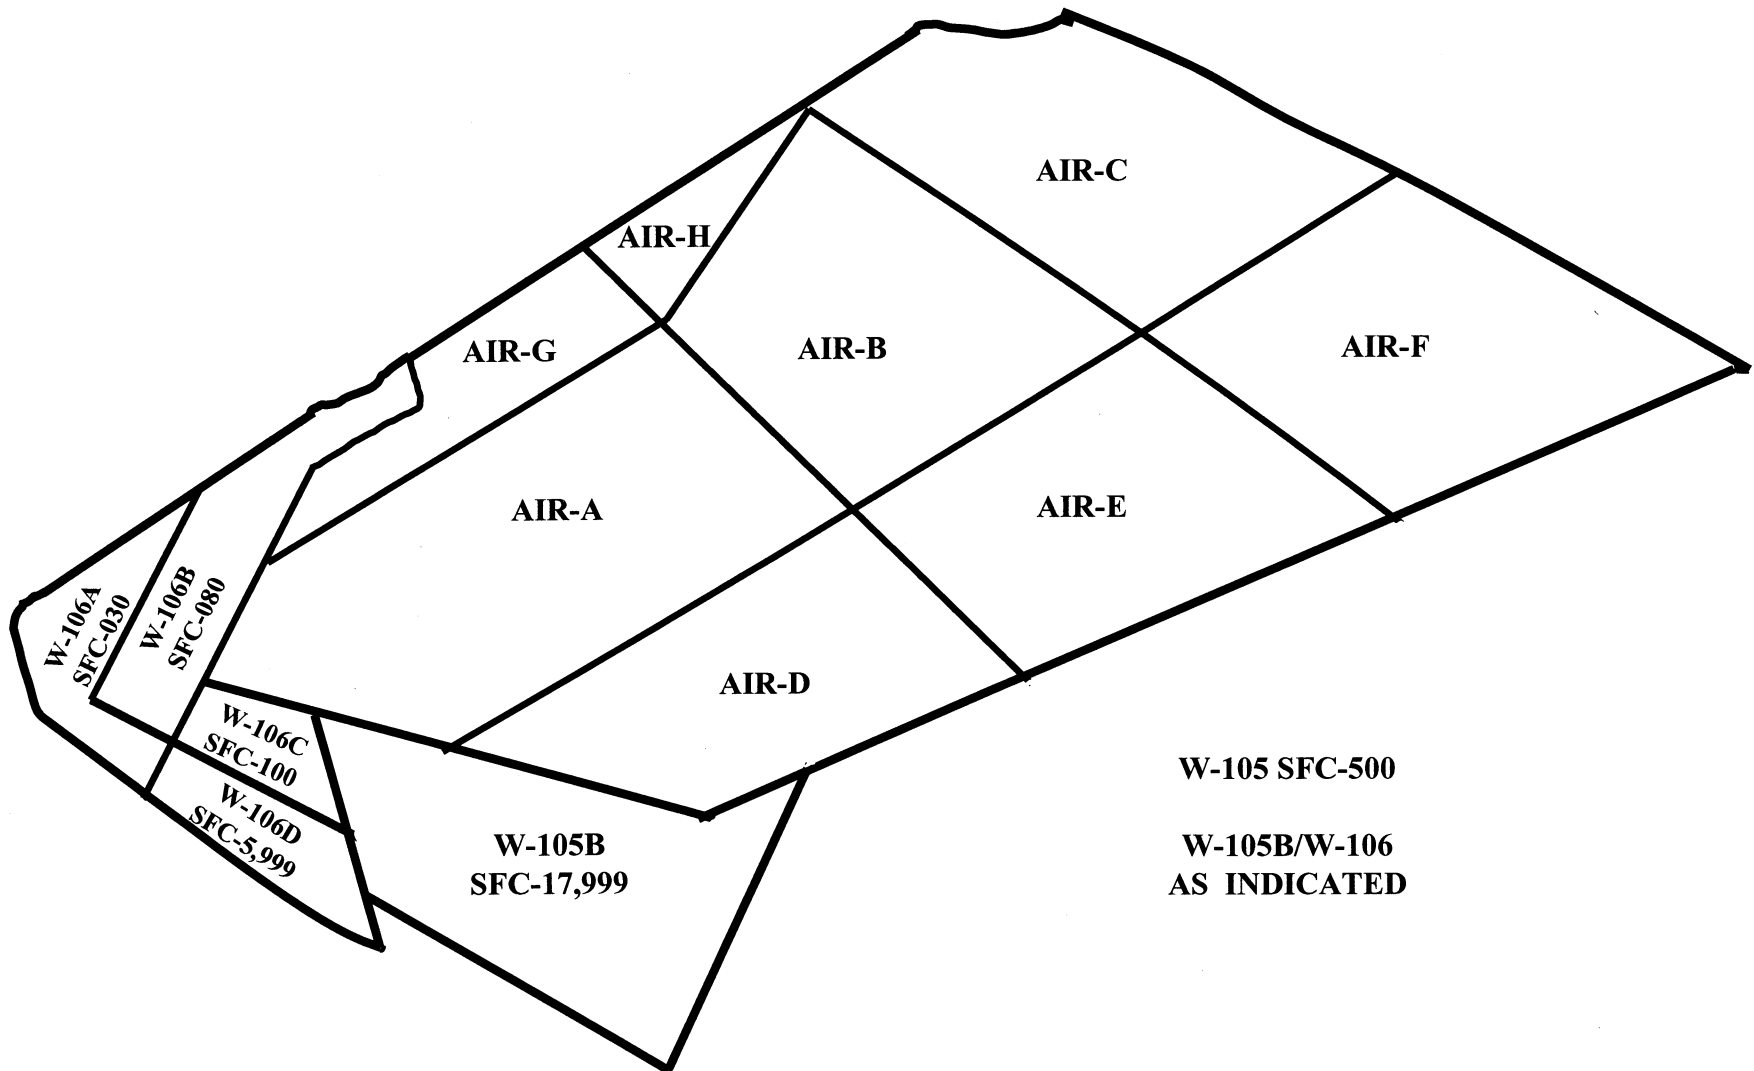 AIR-C
AIR-H
AIR-B
AIR-F
AIR-G
AIR-A
AIR-E
W-106A
SFC-030
W-106B
SFC-080
AIR-D
W-106C
SFC-100
W-106D
SFC-5,999
W-105B
SFC-17,999
W-105 SFC-500
W-105B/W-106
AS INDICATED